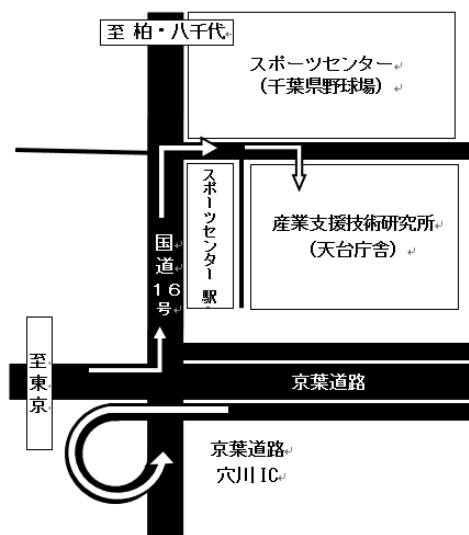 至 柏・八千代
スポーツセンター
（千葉県野球場）
スポーツセンター 駅
産業支援技術研究所
（天台庁舎）
国道16号
至東京
京葉道路
京葉道路
穴川 IC